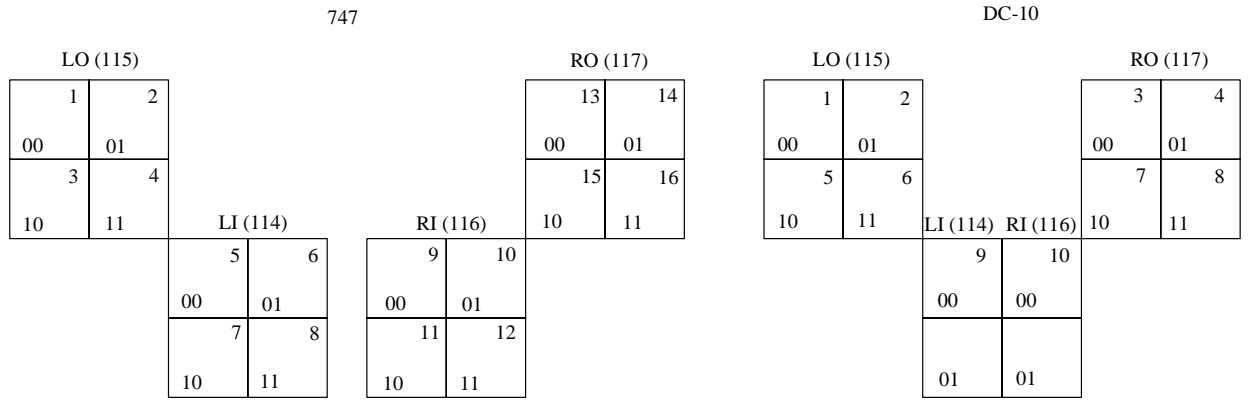 747
DC-10
LO (115)
RO (117)
LO (115)
RO (117)
1 2 13 14 1 2 3 4
00 01 00 01 00 01 00 01
3 4 15 16 5 6 7 8
10 11 LI (114) RI (116) 10 11 10 11 LI (114) RI (116) 10 11
5 6 9 10 9 10
00 01 00 01 00 00
7 8 11 12
10 11 10 11 01 01